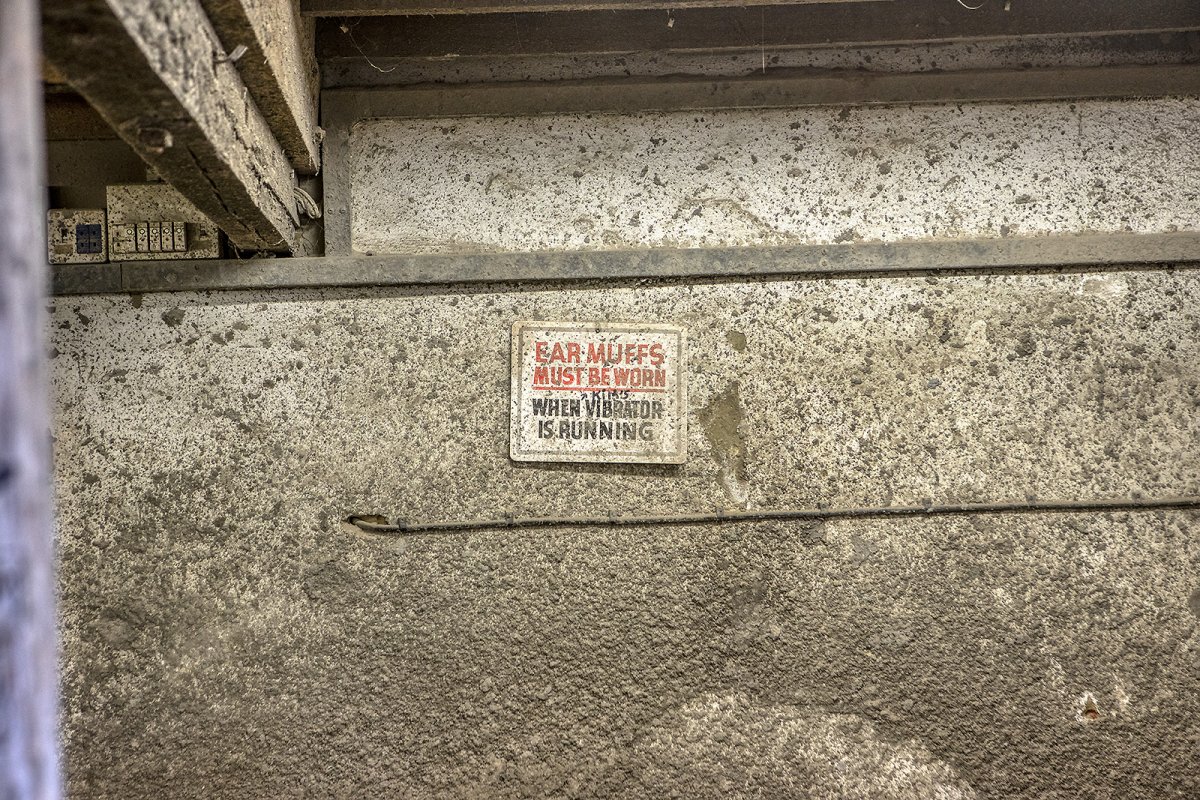 EAR MUFFS
MUST BE WORN
WHEN VIBRATOR
IS RUNNING